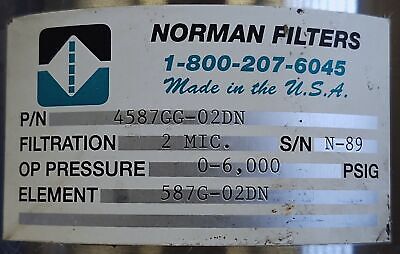 NORMAN FILTERS
1-800-207-6045
Made in the U.S.A.
P/N 4587GG-02DN
FILTRATION 2 MIC. S/N N-89
OP PRESSURE 0-6,000 PSIG
ELEMENT 587G-02DN